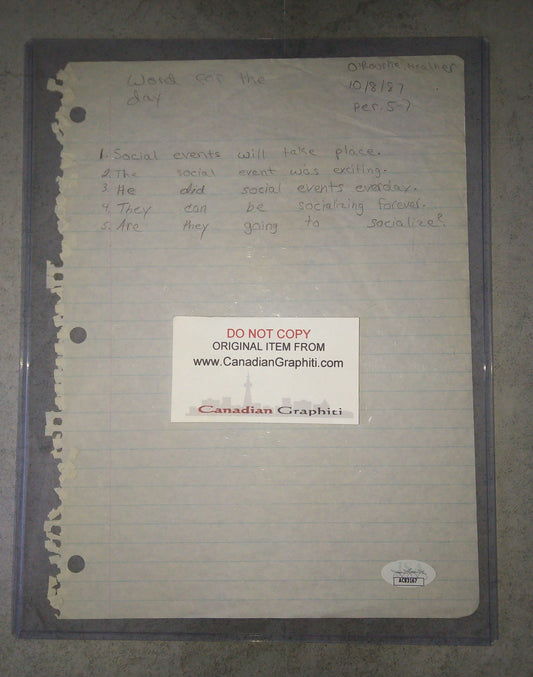 Word for the
day
O'Rourke, Heather
10/8/87
per. 5-7
1. Social events will take place.
2. The social event was exciting.
3. He did social events everday.
4. They can be socializing forever.
5. Are they going to socialize?
DO NOT COPY
ORIGINAL ITEM FROM
www.CanadianGraphiti.com
Canadian Graphiti
AC93167